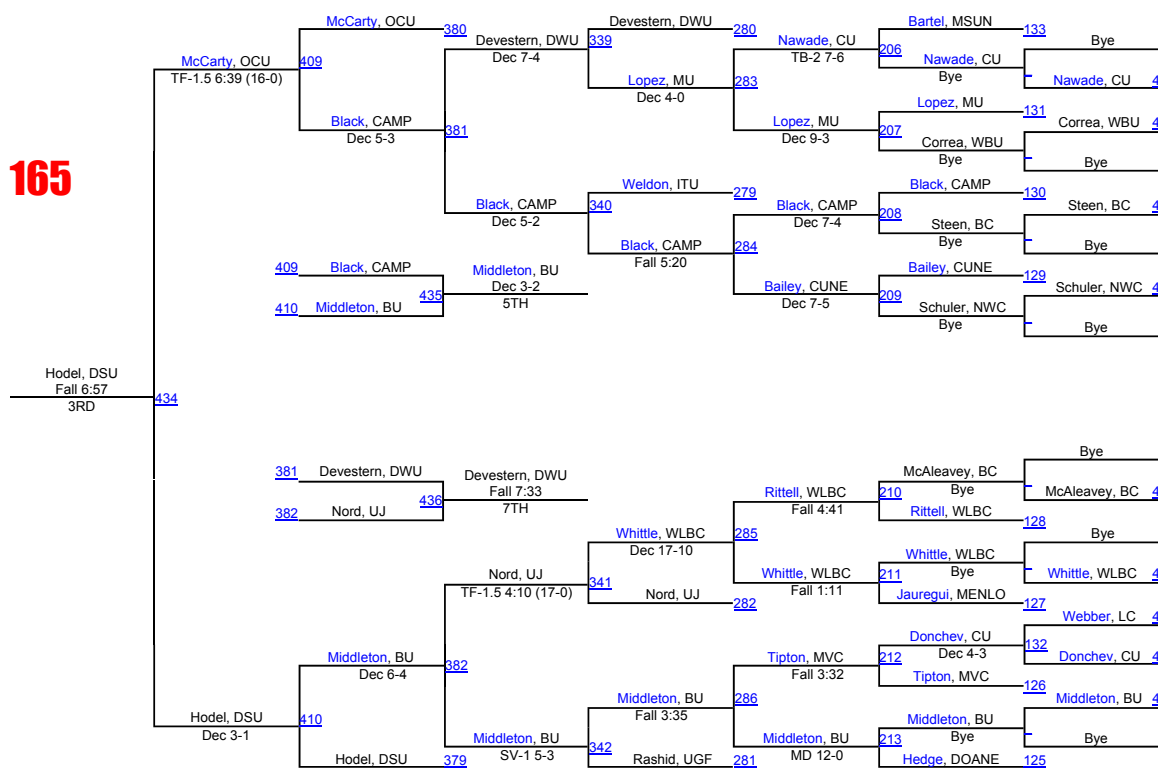 McCarty, OCU
380
Devestern, DWU
280
Bartel, MSUN
133
Bye
Devestern, DWU
339
Dec 7-4
Nawade, CU
206
TB-2 7-6
Nawade, CU
Bye
Nawade, CU 4
McCarty, OCU
409
TF-1.5 6:39 (16-0)
Lopez, MU
283
Dec 4-0
Lopez, MU
131
Black, CAMP
381
Dec 5-3
Lopez, MU
207
Dec 9-3
Correa, WBU
Bye
Correa, WBU 4
Bye
165
Weldon, ITU
279
Black, CAMP
130
Black, CAMP
340
Dec 5-2
Black, CAMP
208
Dec 7-4
Steen, BC
Bye
Steen, BC 4
Bye
Black, CAMP
284
Fall 5:20
409 Black, CAMP
Middleton, BU
435
Dec 3-2
5TH
410 Middleton, BU
Bailey, CUNE
129
Bailey, CUNE
209
Dec 7-5
Schuler, NWC
Bye
Schuler, NWC 4
Bye
Hodel, DSU
Fall 6:57
434
3RD
381 Devestern, DWU
Devestern, DWU
436
Fall 7:33
7TH
382 Nord, UJ
Bye
McAleavey, BC
Bye
McAleavey, BC 4
Rittell, WLBC
210
Fall 4:41
Rittell, WLBC
128
Whittle, WLBC
285
Dec 17-10
Bye
Whittle, WLBC
Bye
Whittle, WLBC 4
Nord, UJ
341
TF-1.5 4:10 (17-0)
Whittle, WLBC
211
Fall 1:11
Nord, UJ
282
Jauregui, MENLO
127
Webber, LC 4
Donchev, CU
132
Dec 4-3
Donchev, CU 4
Middleton, BU
382
Dec 6-4
Tipton, MVC
212
Fall 3:32
Tipton, MVC
126
Middleton, BU
286
Fall 3:35
Middleton, BU 4
Hodel, DSU
410
Dec 3-1
Middleton, BU
Bye
Bye
Middleton, BU
342
SV-1 5-3
Middleton, BU
213
MD 12-0
Hodel, DSU
379
Rashid, UGF
281
Hedge, DOANE
125